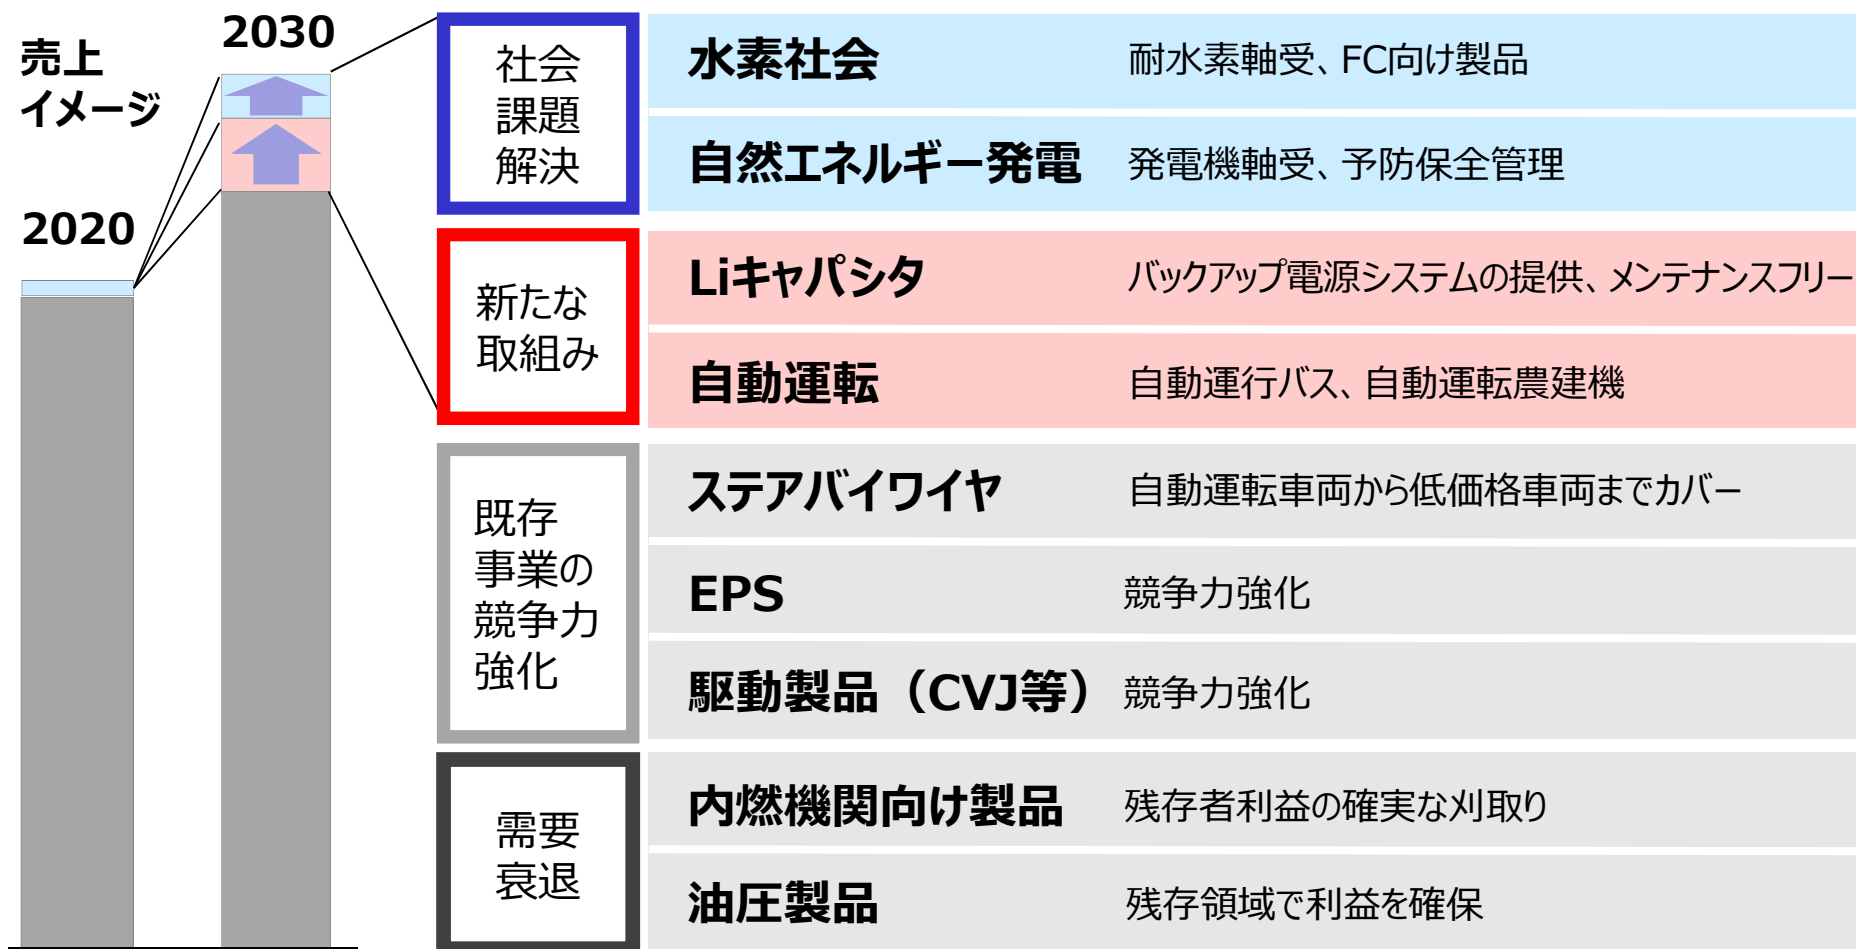 売上
イメージ
2020
2030
社会
課題
解決
水素社会
耐水素軸受、FC向け製品
自然エネルギー発電
発電機軸受、予防保全管理
新たな
取組み
Liキャパシタ
バックアップ電源システムの提供、メンテナンスフリー
自動運転
自動運行バス、自動運転農建機
既存
事業の
競争力
強化
ステアバイワイヤ
自動運転車両から低価格車両までカバー
EPS
競争力強化
駆動製品（CVJ等）
競争力強化
需要
衰退
内燃機関向け製品
残存者利益の確実な刈取り
油圧製品
残存領域で利益を確保